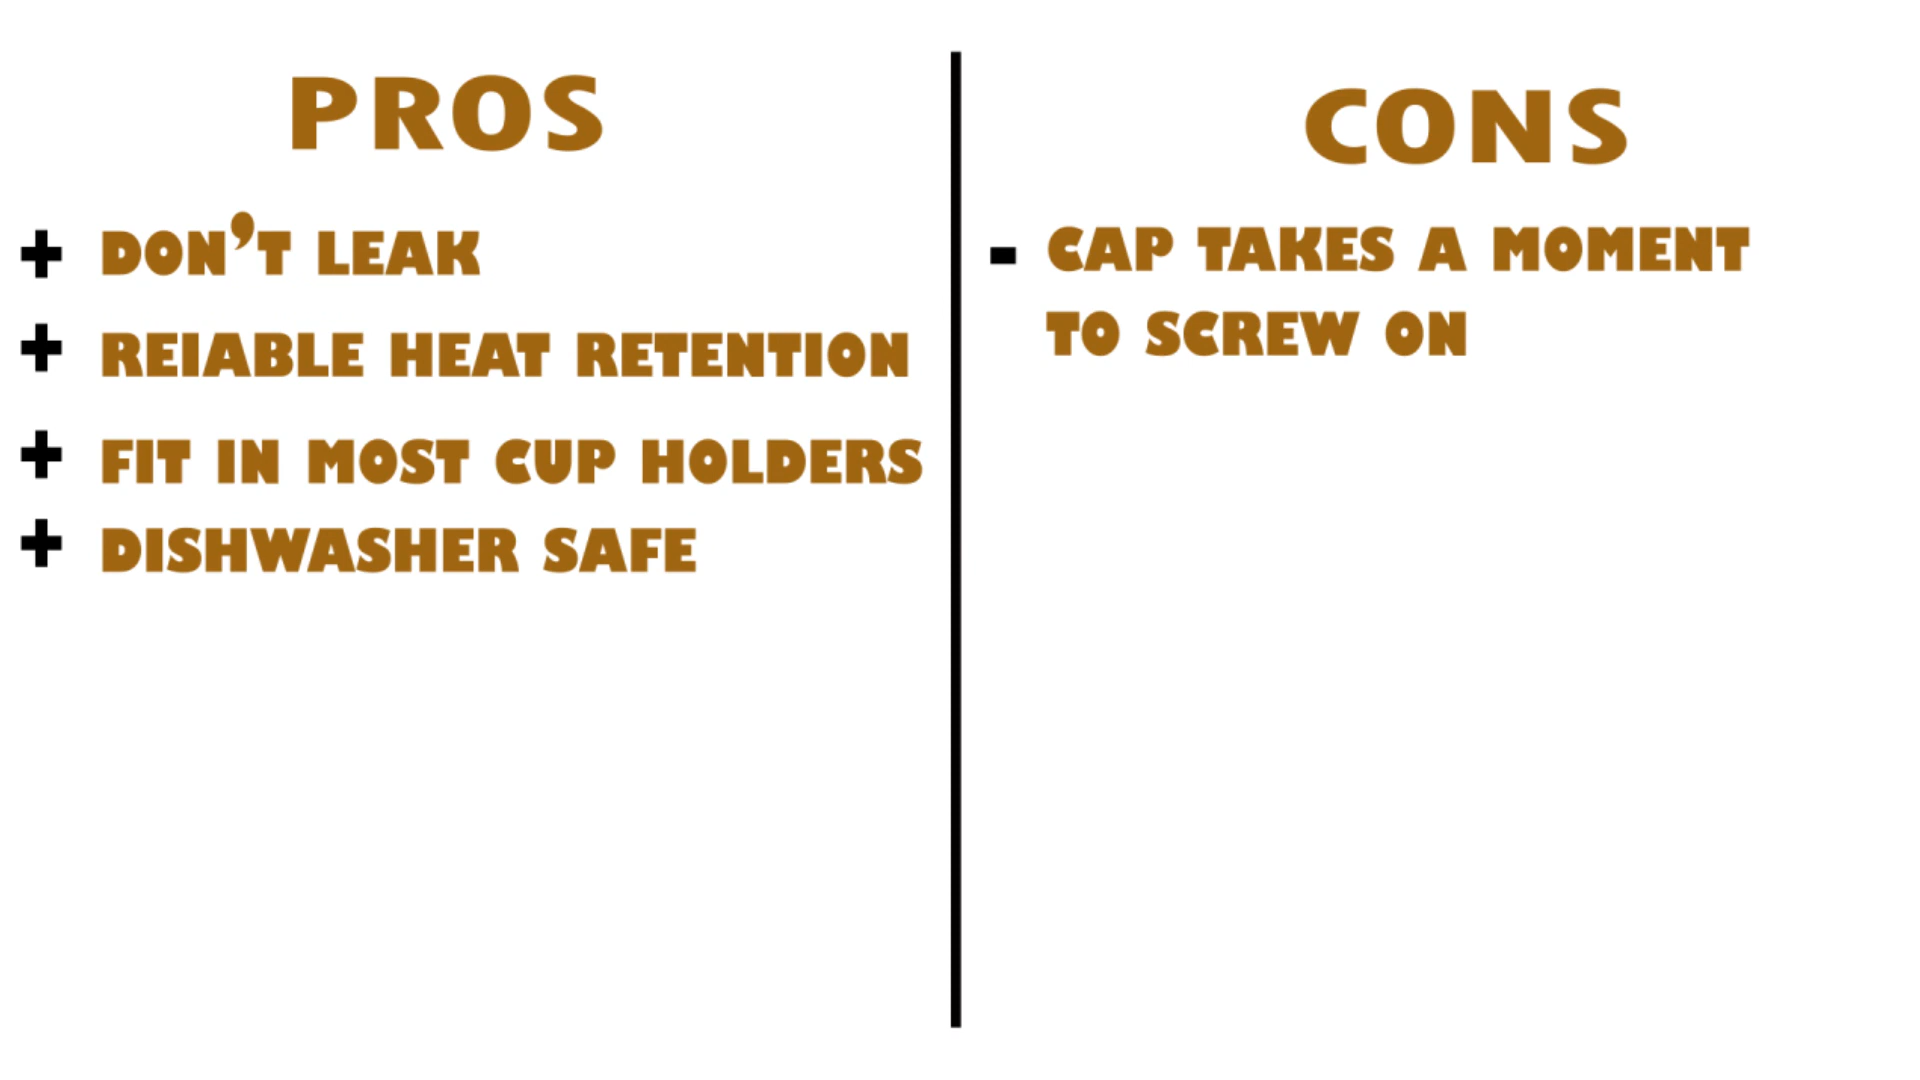 PROS
+ DON'T LEAK
+ REIABLE HEAT RETENTION
+ FIT IN MOST CUP HOLDERS
+ DISHWASHER SAFE
CONS
- CAP TAKES A MOMENT
TO SCREW ON